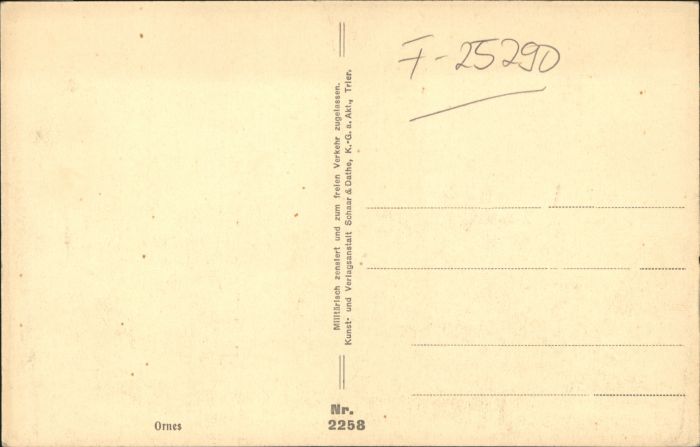 F-25290
Militärisch zensiert und zum freien Verkehr zugelassen.
Kunst- und Verlagsanstalt Schaar & Dathe, K.-G. a. Akt., Trier.
Ornes
Nr.
2258